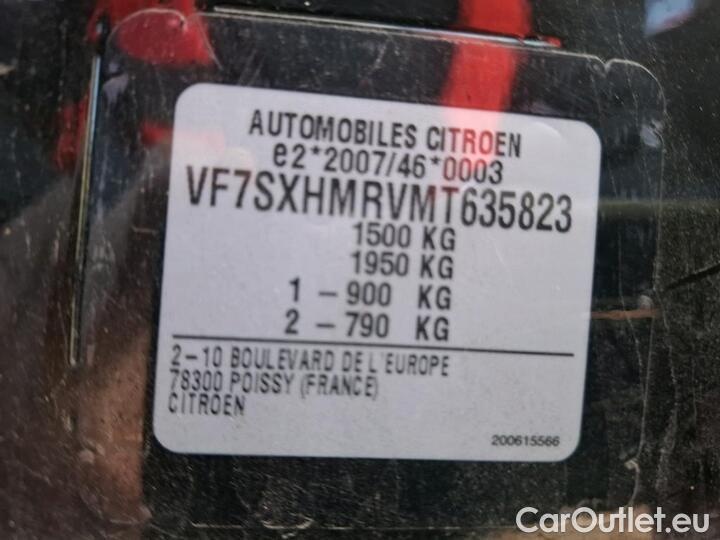 AUTOMOBILES CITROEN
e2*2007/46*0003
VF7SXHMRVMT635823
1500 KG
1950 KG
1 – 900 KG
2 – 790 KG
2–10 BOULEVARD DE L'EUROPE
78300 POISSY (FRANCE)
CITROEN
200615566
CarOutlet.eu